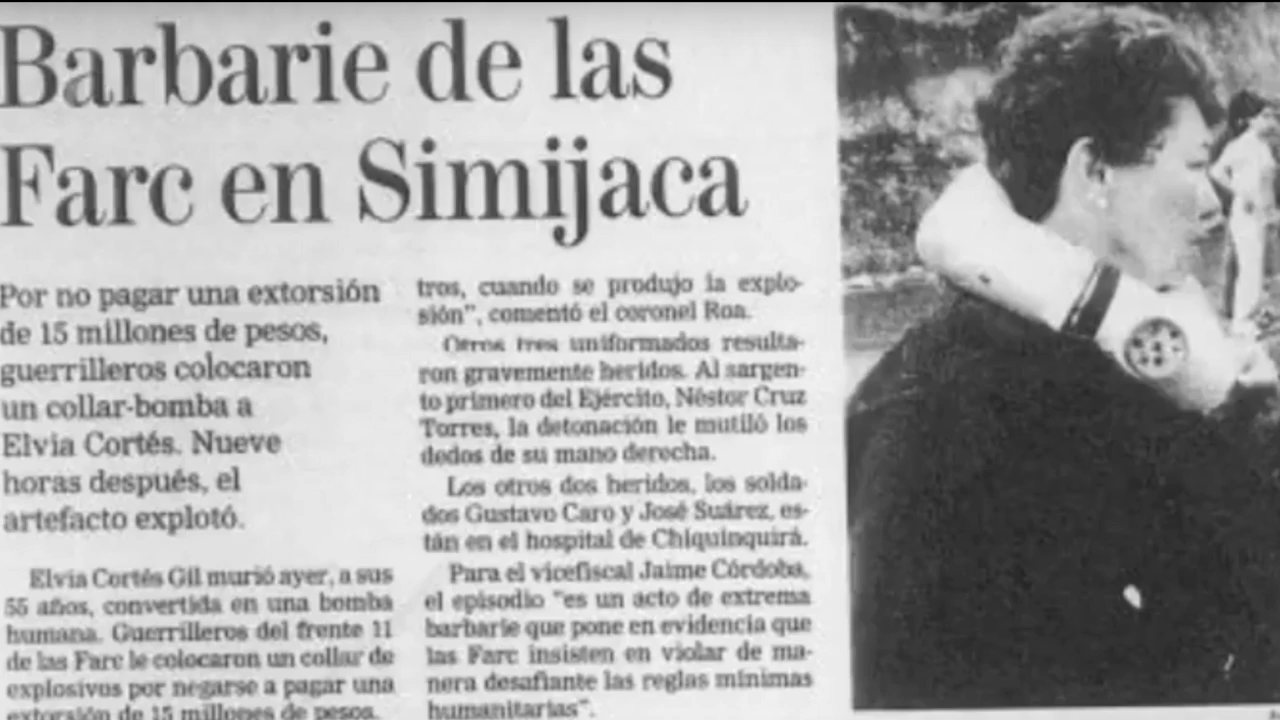 Barbarie de las
Farc en Simijaca
Por no pagar una extorsión
de 15 millones de pesos,
guerrilleros colocaron
un collar-bomba a
Elvia Cortés. Nueve
horas después, el
artefacto explotó.
Elvia Cortés Gil murió ayer, a sus
55 años, convertida en una bomba
humana. Guerrilleros del frente 11
de las Farc le colocaron un collar de
explosivos por negarse a pagar una
extorsión de 15 millones de pesos.
tros, cuando se produjo la explo-
sión", comentó el coronel Roa.
Otros tres uniformados resulta-
ron gravemente heridos. Al sargen-
to primero del Ejército, Néstor Cruz
Torres, la detonación le mutiló los
dedos de su mano derecha.
Los otros dos heridos, los solda-
dos Gustavo Caro y José Suárez, es-
tán en el hospital de Chiquinquirá.
Para el vicefiscal Jaime Córdoba,
el episodio "es un acto de extrema
barbarie que pone en evidencia que
las Farc insisten en violar de ma-
nera desafiante las reglas mínimas
humanitarias".